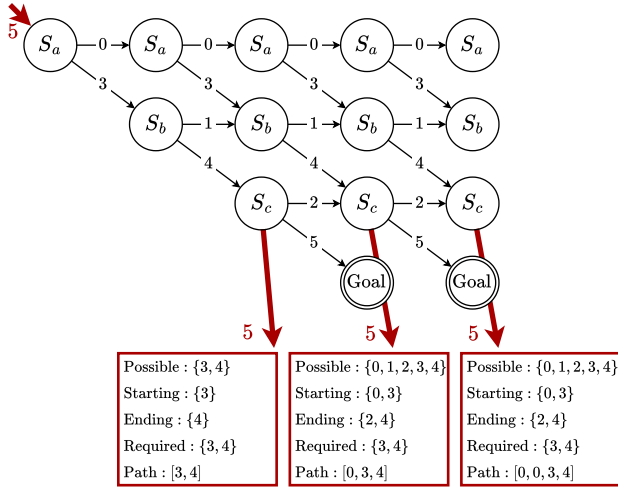 5
S_a 0 S_a 0 S_a 0 S_a 0 S_a
3 3 3 3
S_b 1 S_b 1 S_b 1 S_b
4 4 4
S_c 2 S_c 2 S_c
5 5
Goal Goal
5 5 5
Possible : {3, 4}
Starting : {3}
Ending : {4}
Required : {3, 4}
Path : [3, 4]
Possible : {0, 1, 2, 3, 4}
Starting : {0, 3}
Ending : {2, 4}
Required : {3, 4}
Path : [0, 3, 4]
Possible : {0, 1, 2, 3, 4}
Starting : {0, 3}
Ending : {2, 4}
Required : {3, 4}
Path : [0, 0, 3, 4]